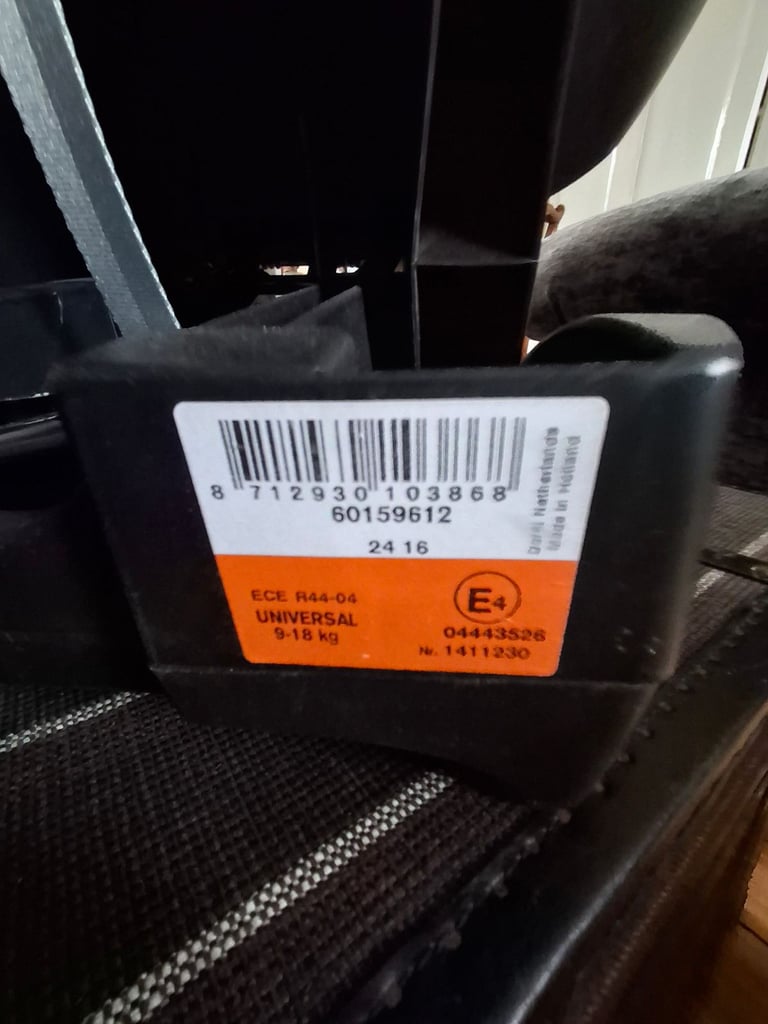 8 712930 103868
60159612
24 16
Dorel Netherlands
Made in Holland
ECE R44-04
UNIVERSAL
9-18 kg
E4
04443526
Nr. 1411230